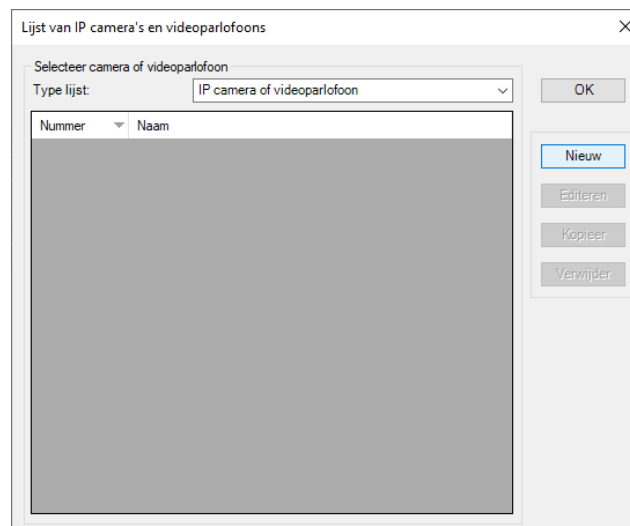 Lijst van IP camera's en videoparlofoons
Selecteer camera of videoparlofoon
Type lijst:
IP camera of videoparlofoon
OK
Nummer
Naam
Nieuw
Editeren
Kopieer
Verwijder